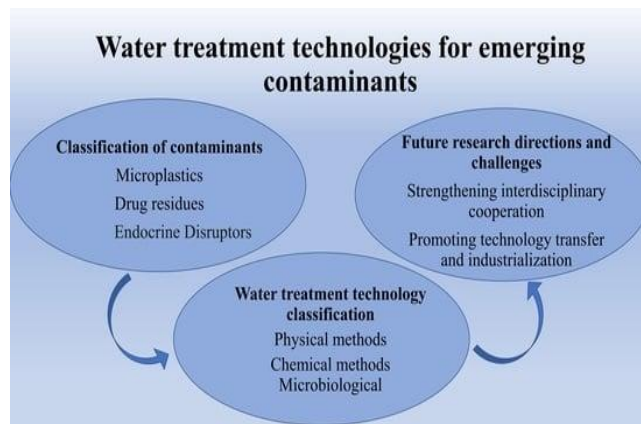 Water treatment technologies for emerging
contaminants
Classification of contaminants
Microplastics
Drug residues
Endocrine Disruptors
Water treatment technology
classification
Physical methods
Chemical methods
Microbiological
Future research directions and
challenges
Strengthening interdisciplinary
cooperation
Promoting technology transfer
and industrialization